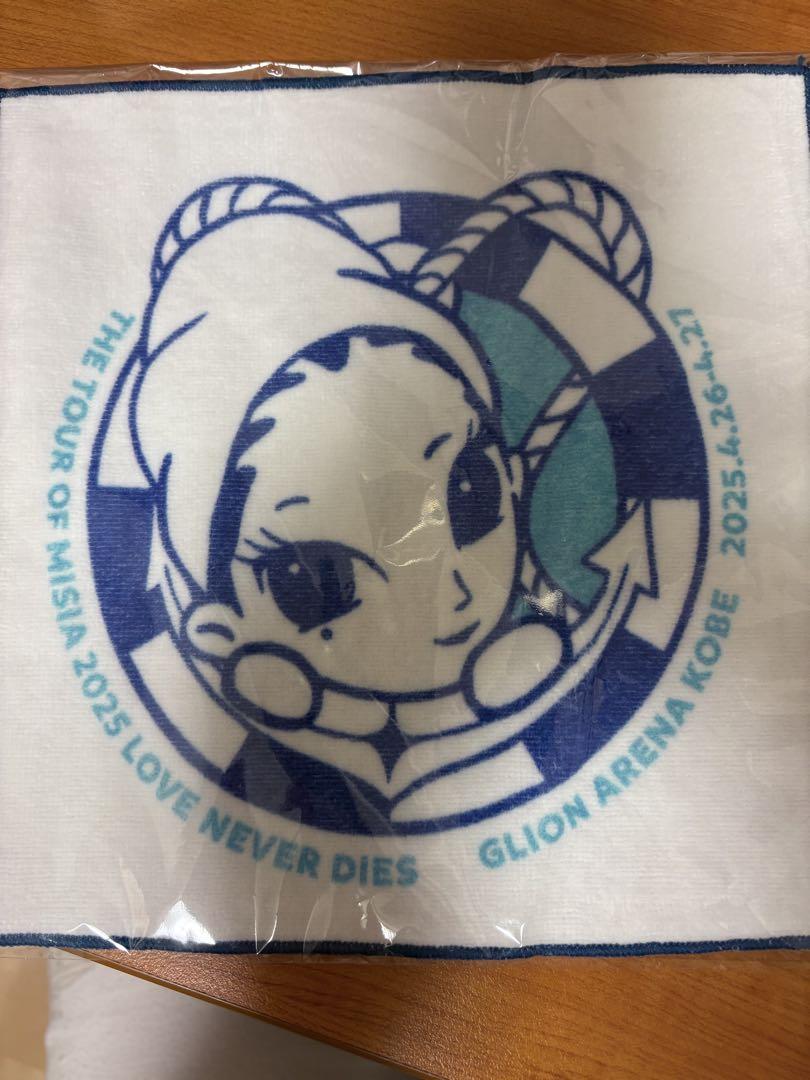 THE TOUR OF MISIA 2025 LOVE NEVER DIES
GLION ARENA KOBE 2025.4.26-4.27